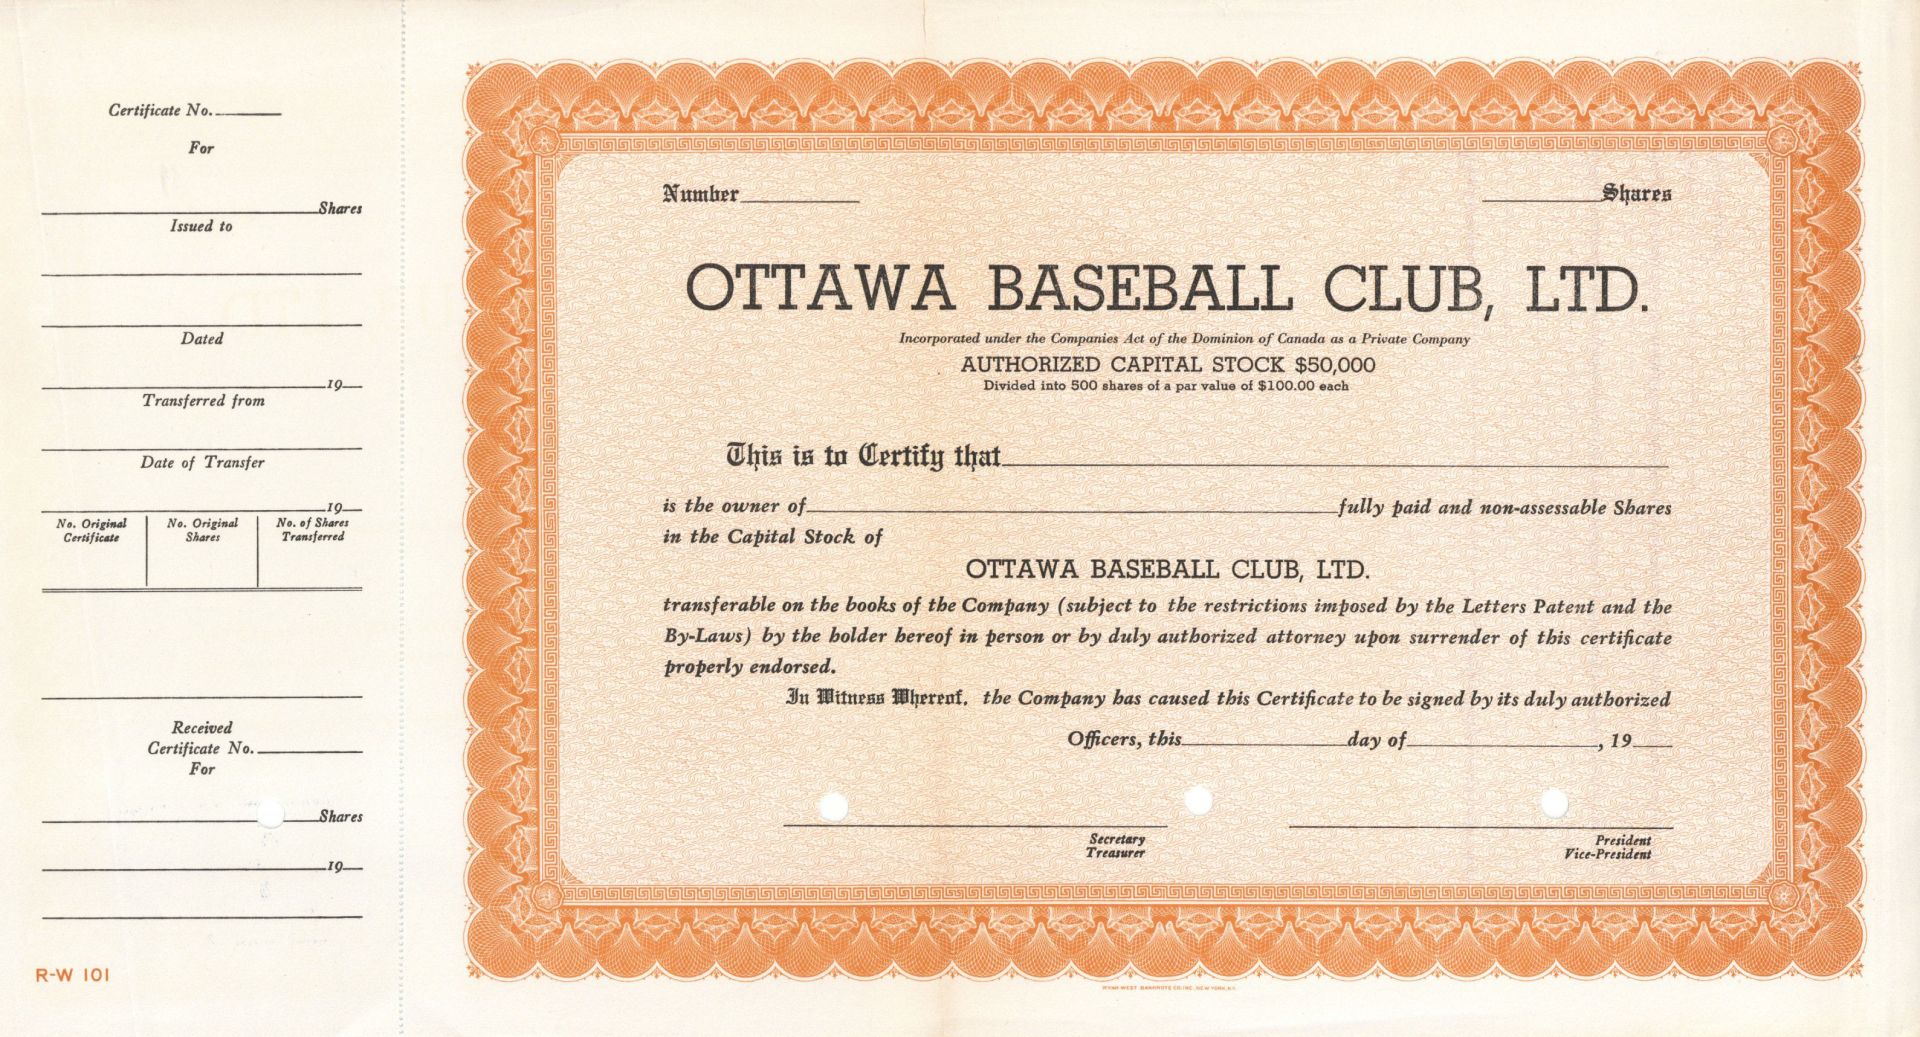 Certificate No.
For
Shares
Issued to
Dated
19
Transferred from
Date of Transfer
19
No. Original Certificate
No. Original Shares
No. of Shares Transferred
Received
Certificate No.
For
Shares
19
R-W 101
Number
Shares
OTTAWA BASEBALL CLUB, LTD.
Incorporated under the Companies Act of the Dominion of Canada as a Private Company
AUTHORIZED CAPITAL STOCK $50,000
Divided into 500 shares of a par value of $100.00 each
This is to Certify that
is the owner of fully paid and non-assessable Shares
in the Capital Stock of
OTTAWA BASEBALL CLUB, LTD.
transferable on the books of the Company (subject to the restrictions imposed by the Letters Patent and the
By-Laws) by the holder hereof in person or by duly authorized attorney upon surrender of this certificate
properly endorsed.
In Witness Whereof, the Company has caused this Certificate to be signed by its duly authorized
Officers, this day of , 19
Secretary
Treasurer
President
Vice-President
WEST BANKNOTE CO. INC. NEW YORK, N.Y.